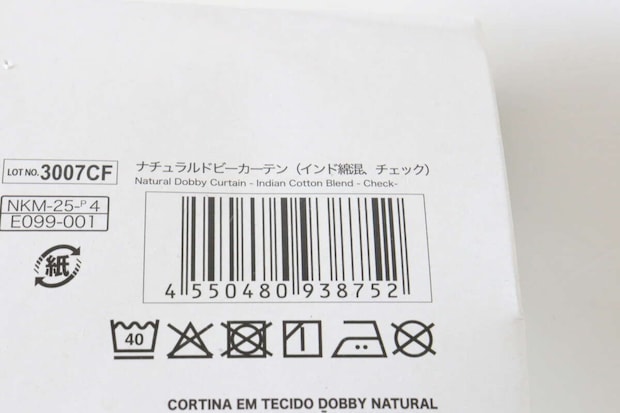 ナチュラルドビーカーテン（インド綿混、チェック）
Natural Dobby Curtain - Indian Cotton Blend - Check-
LOT NO. 3007CF
NKM-25-P 4
E099-001
紙
4 550480 938752
40
CORTINA EM TECIDO DOBBY NATURAL